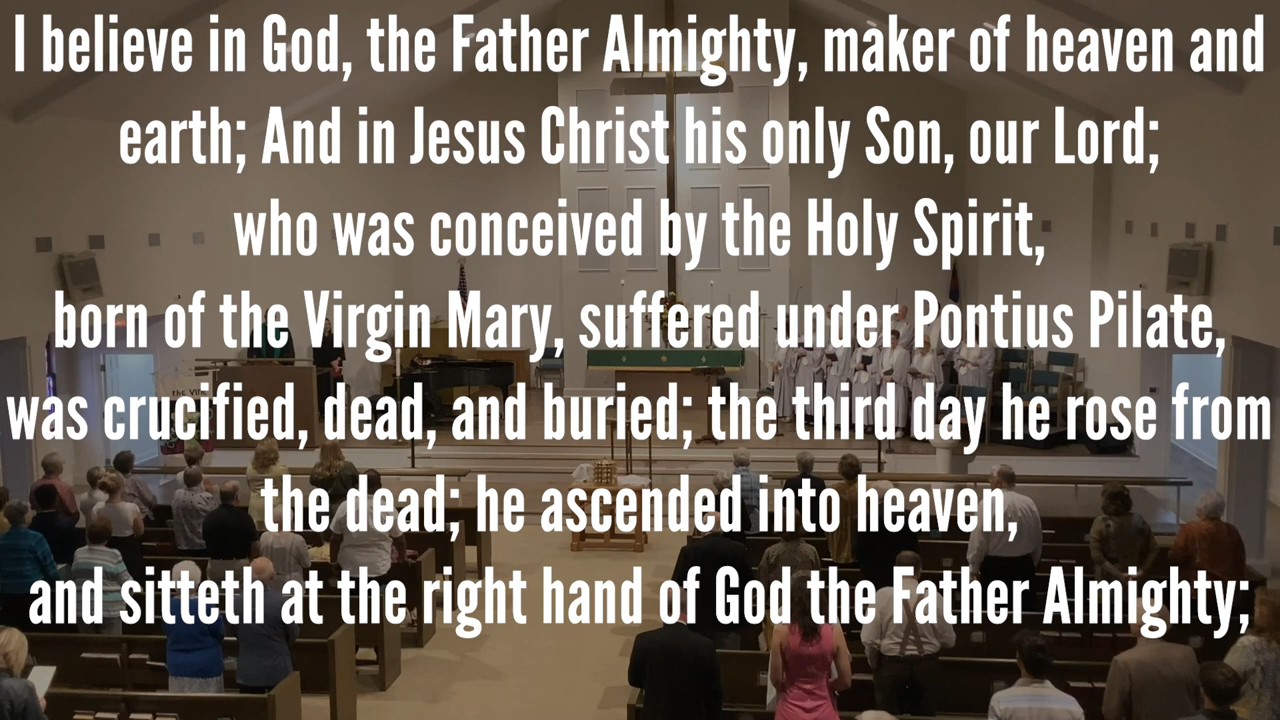 I believe in God, the Father Almighty, maker of heaven and
earth; And in Jesus Christ his only Son, our Lord;
who was conceived by the Holy Spirit,
born of the Virgin Mary, suffered under Pontius Pilate,
was crucified, dead, and buried; the third day he rose from
the dead; he ascended into heaven,
and sitteth at the right hand of God the Father Almighty;